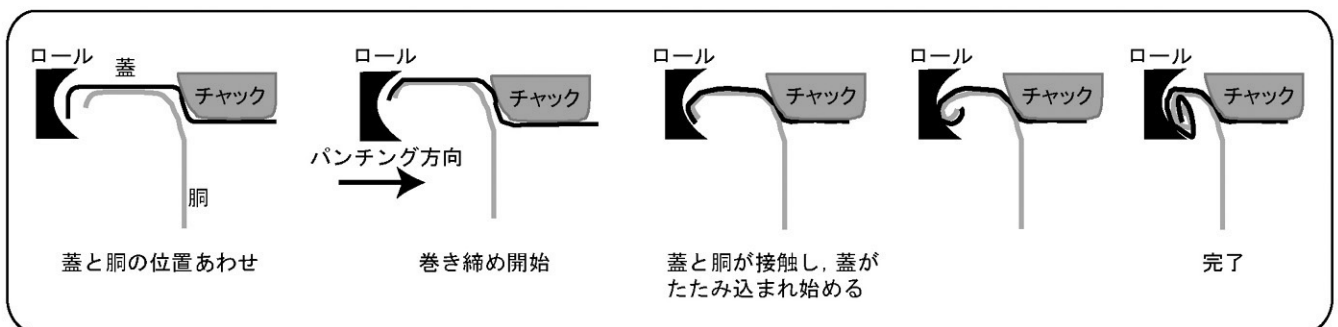 ロール
蓋
チャック
胴
蓋と胴の位置あわせ
ロール
チャック
パンチング方向
巻き締め開始
ロール
チャック
蓋と胴が接触し,蓋が
たたみ込まれ始める
ロール
チャック
ロール
チャック
完了